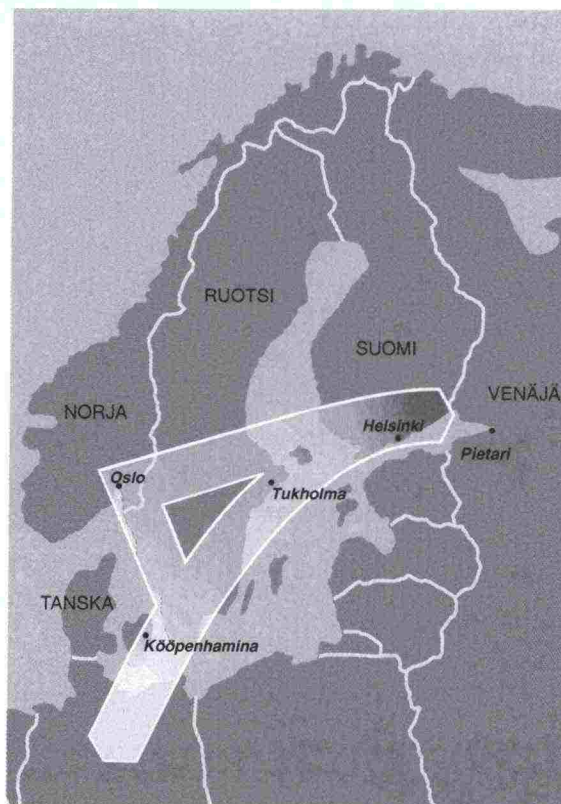 RUOTSI
SUOMI
VENÄJÄ
NORJA
Helsinki
Pietari
Oslo
Tukholma
TANSKA
Kööpenhamina